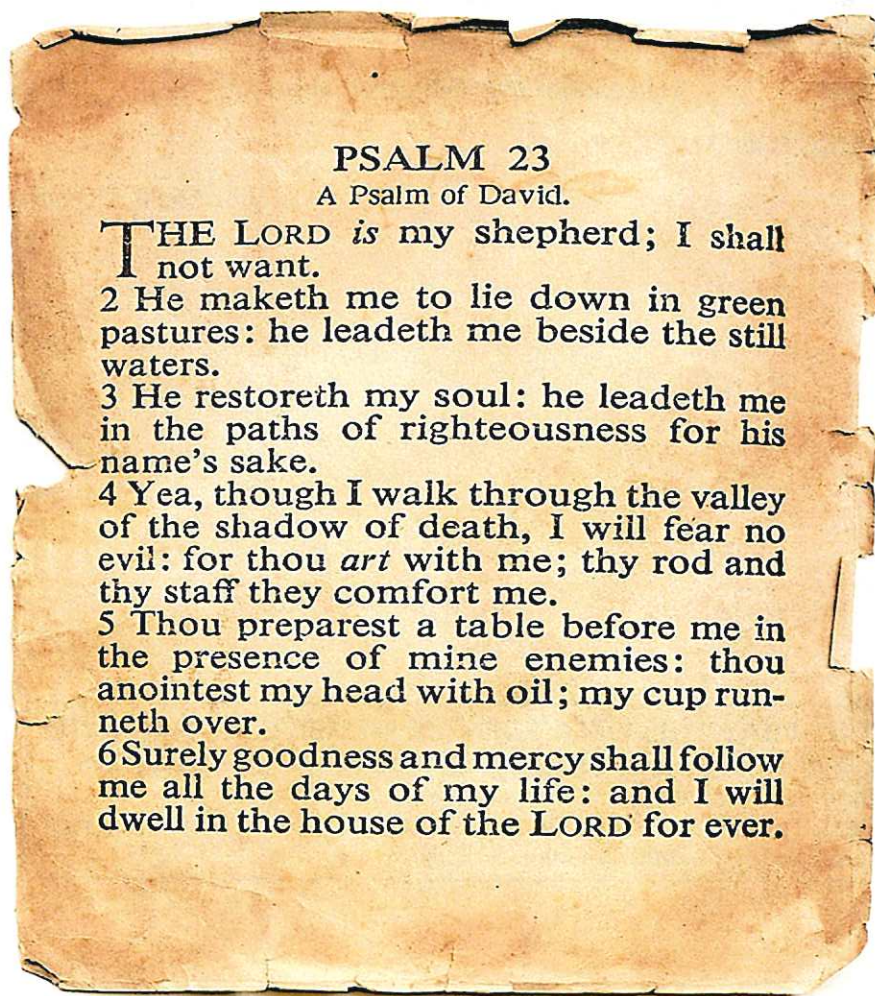 PSALM 23
A Psalm of David.
THE LORD is my shepherd; I shall
not want.
2 He maketh me to lie down in green
pastures: he leadeth me beside the still
waters.
3 He restoreth my soul: he leadeth me
in the paths of righteousness for his
name's sake.
4 Yea, though I walk through the valley
of the shadow of death, I will fear no
evil: for thou art with me; thy rod and
thy staff they comfort me.
5 Thou preparest a table before me in
the presence of mine enemies: thou
anointest my head with oil; my cup run-
neth over.
6 Surely goodness and mercy shall follow
me all the days of my life: and I will
dwell in the house of the LORD for ever.